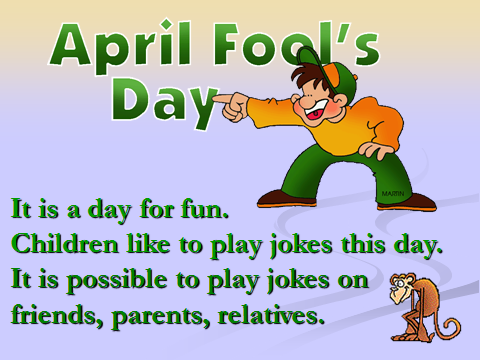 April Fool's
Day
MARTIN
It is a day for fun.
Children like to play jokes this day.
It is possible to play jokes on
friends, parents, relatives.